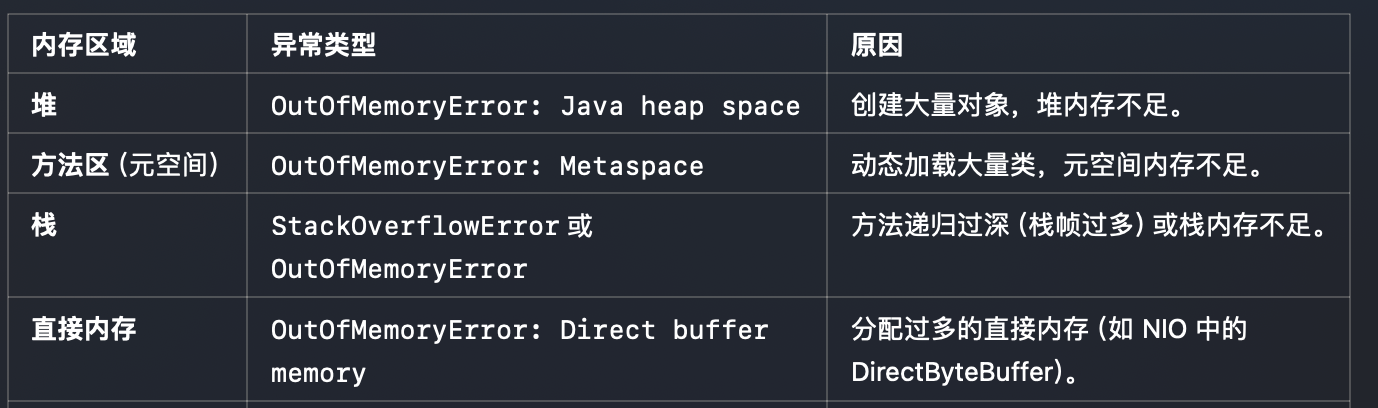 内存区域 异常类型 原因
堆 OutOfMemoryError: Java heap space 创建大量对象，堆内存不足。
方法区（元空间） OutOfMemoryError: Metaspace 动态加载大量类，元空间内存不足。
栈 StackOverflowError 或 方法递归过深（栈帧过多）或栈内存不足。
OutOfMemoryError
直接内存 OutOfMemoryError: Direct buffer 分配过多的直接内存（如 NIO 中的
memory DirectByteBuffer）。